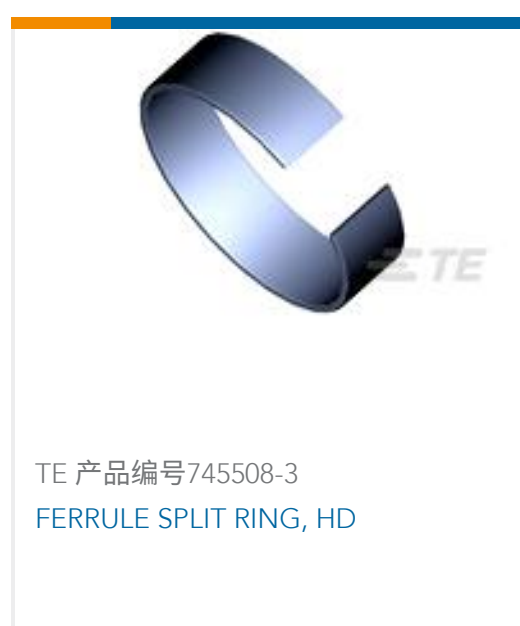 TE
TE 产品编号745508-3
FERRULE SPLIT RING, HD